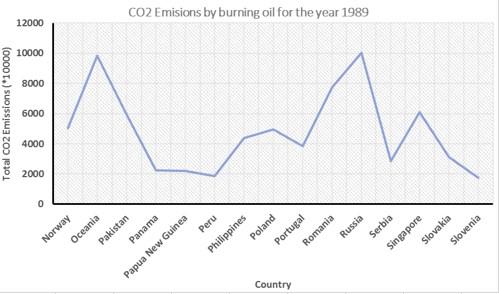 CO2 Emisions by burning oil for the year 1989
Total CO2 Emissions (*10000)
12000
10000
8000
6000
4000
2000
0
Norway
Oceania
Pakistan
Panama
Papua New Guinea
Peru
Philippines
Poland
Portugal
Romania
Russia
Serbia
Singapore
Slovakia
Slovenia
Country